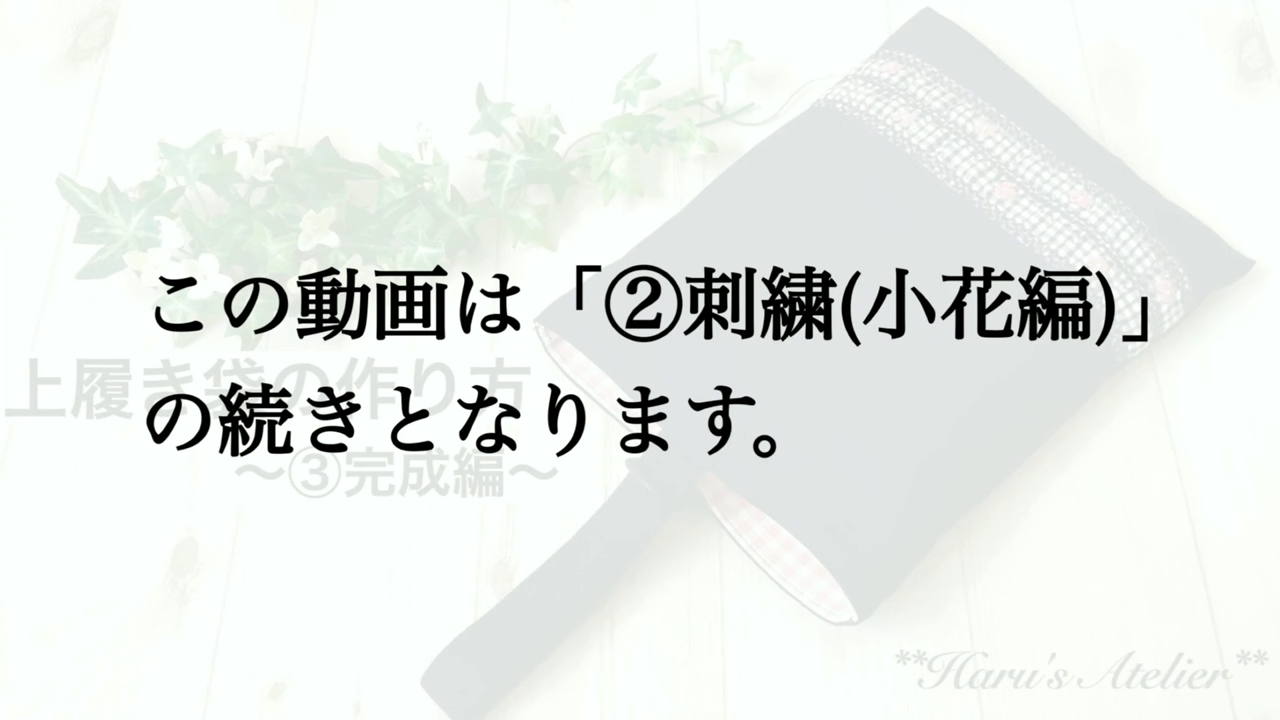 この動画は「②刺繍(小花編)」
の続きとなります。
上履き袋の作り方
～③完成編～
**Haru's Atelier**